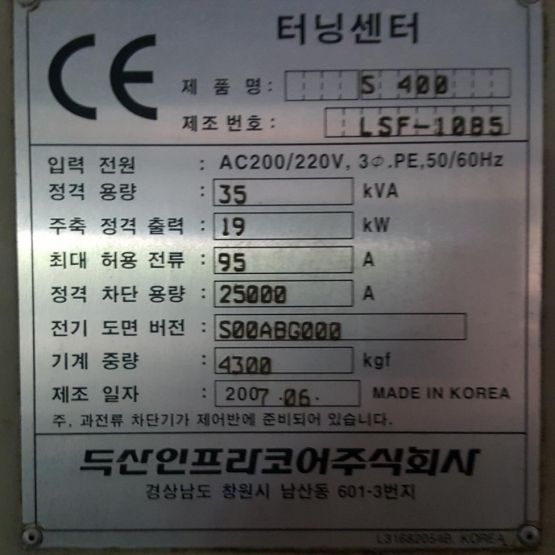 CE 터닝센터
제 품 명: S 400
제조 번호: LSF-1085
입력 전원 : AC200/220V, 3Φ.PE,50/60Hz
정격 용량 : 35 kVA
주축 정격 출력 : 19 kW
최대 허용 전류 : 95 A
정격 차단 용량 : 25000 A
전기 도면 버전 : S00ABG000
기계 중량 : 4300 kgf
제조 일자 : 2007.06. MADE IN KOREA
주, 과전류 차단기가 제어반에 준비되어 있습니다.
두산인프라코어주식회사
경상남도 창원시 남산동 601-3번지
L31682054B. KOREA